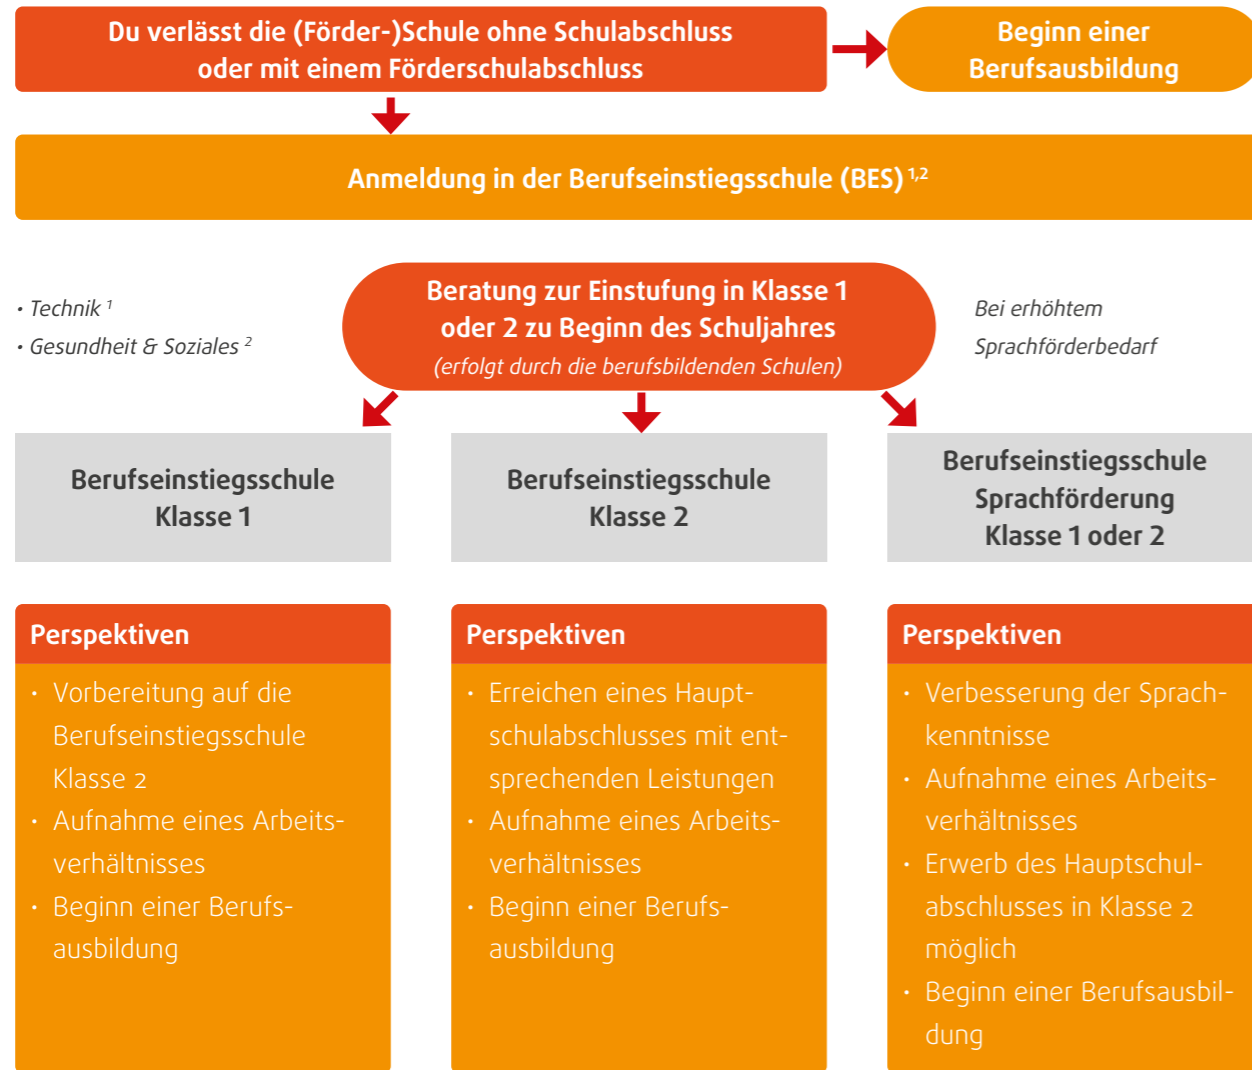 Du verlässt die (Förder-)Schule ohne Schulabschluss
oder mit einem Förderschulabschluss
Beginn einer
Berufsausbildung
Anmeldung in der Berufseinstiegsschule (BES) 1,2
• Technik 1
• Gesundheit & Soziales 2
Beratung zur Einstufung in Klasse 1
oder 2 zu Beginn des Schuljahres
(erfolgt durch die berufsbildenden Schulen)
Bei erhöhtem
Sprachförderbedarf
Berufseinstiegsschule
Klasse 1
Berufseinstiegsschule
Klasse 2
Berufseinstiegsschule
Sprachförderung
Klasse 1 oder 2
Perspektiven
• Vorbereitung auf die
Berufseinstiegsschule
Klasse 2
• Aufnahme eines Arbeits-
verhältnisses
• Beginn einer Berufs-
ausbildung
Perspektiven
• Erreichen eines Haupt-
schulabschlusses mit ent-
sprechenden Leistungen
• Aufnahme eines Arbeits-
verhältnisses
• Beginn einer Berufs-
ausbildung
Perspektiven
• Verbesserung der Sprach-
kenntnisse
• Aufnahme eines Arbeits-
verhältnisses
• Erwerb des Hauptschul-
abschlusses in Klasse 2
möglich
• Beginn einer Berufsausbil-
dung